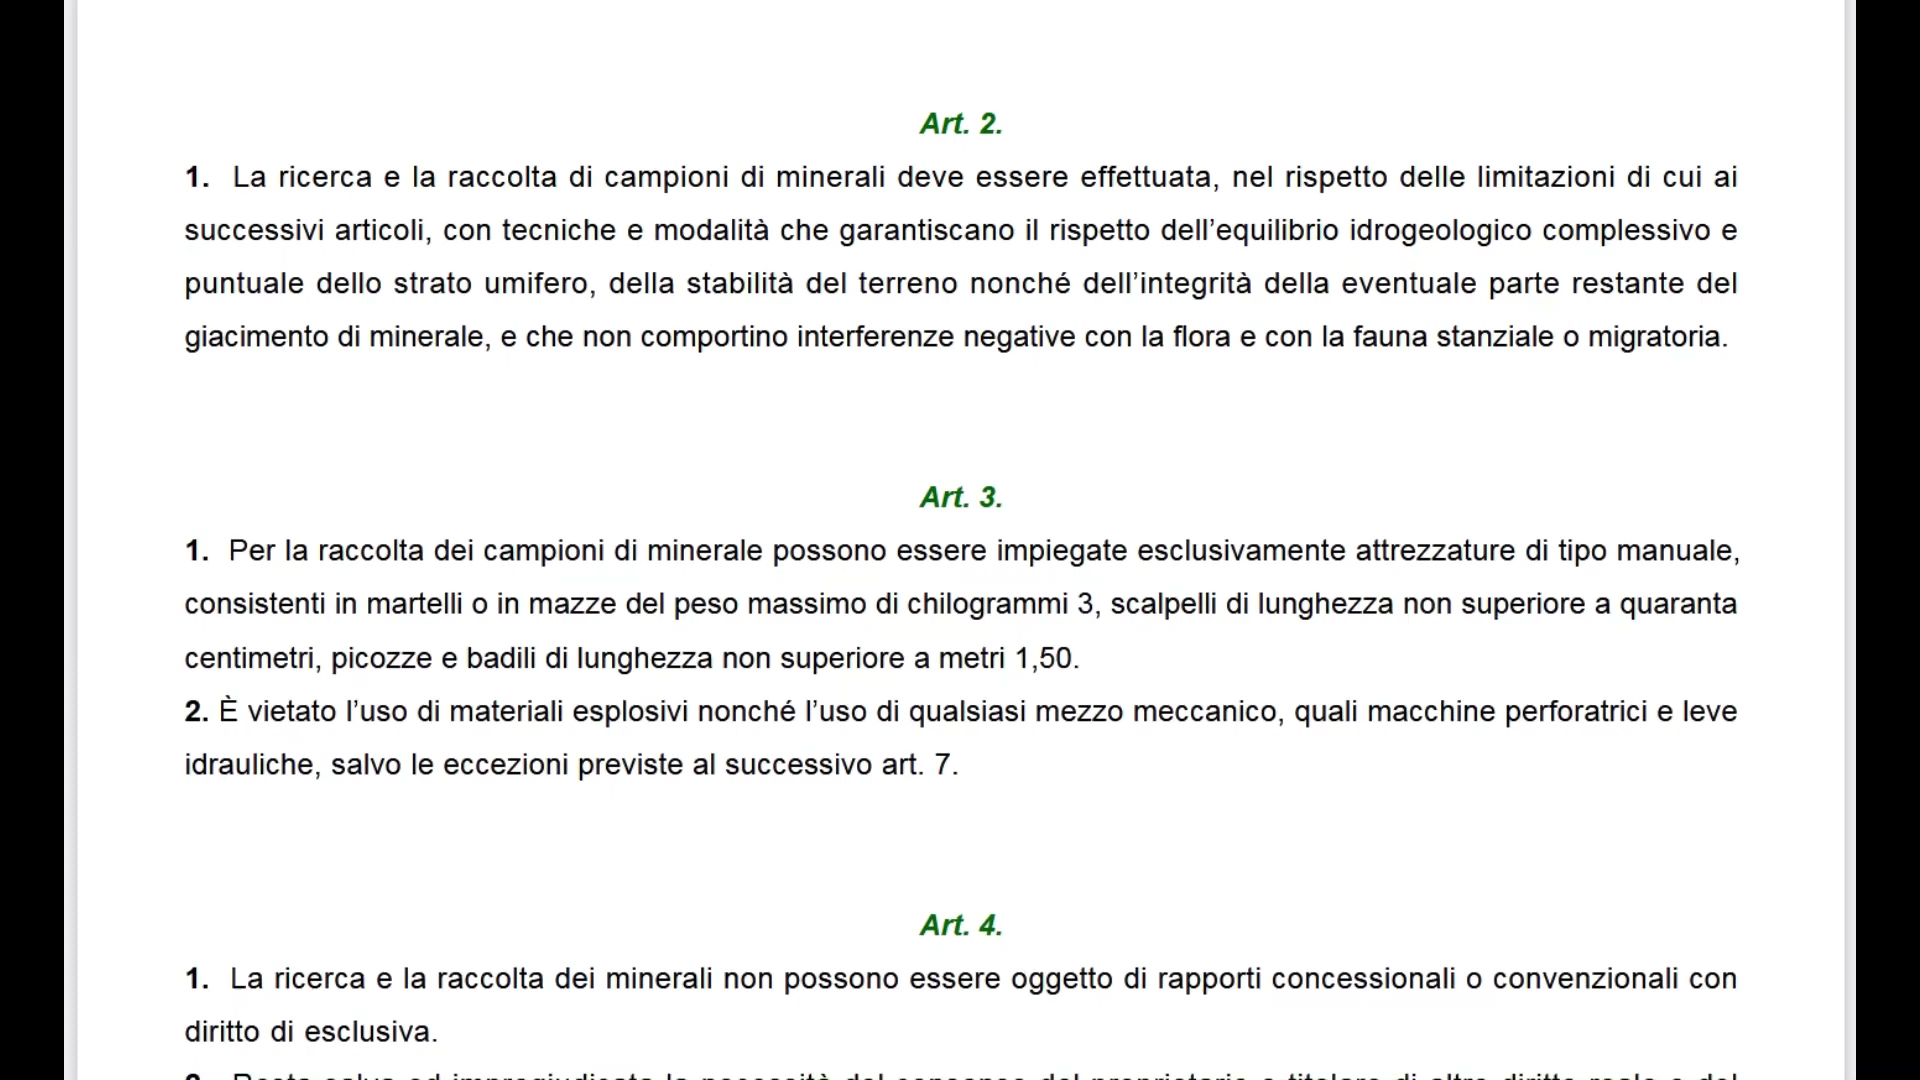 Art. 2.
1. La ricerca e la raccolta di campioni di minerali deve essere effettuata, nel rispetto delle limitazioni di cui ai
successivi articoli, con tecniche e modalità che garantiscano il rispetto dell’equilibrio idrogeologico complessivo e
puntuale dello strato umifero, della stabilità del terreno nonché dell’integrità della eventuale parte restante del
giacimento di minerale, e che non comportino interferenze negative con la flora e con la fauna stanziale o migratoria.
Art. 3.
1. Per la raccolta dei campioni di minerale possono essere impiegate esclusivamente attrezzature di tipo manuale,
consistenti in martelli o in mazze del peso massimo di chilogrammi 3, scalpelli di lunghezza non superiore a quaranta
centimetri, picozze e badili di lunghezza non superiore a metri 1,50.
2. È vietato l’uso di materiali esplosivi nonché l’uso di qualsiasi mezzo meccanico, quali macchine perforatrici e leve
idrauliche, salvo le eccezioni previste al successivo art. 7.
Art. 4.
1. La ricerca e la raccolta dei minerali non possono essere oggetto di rapporti concessionali o convenzionali con
diritto di esclusiva.